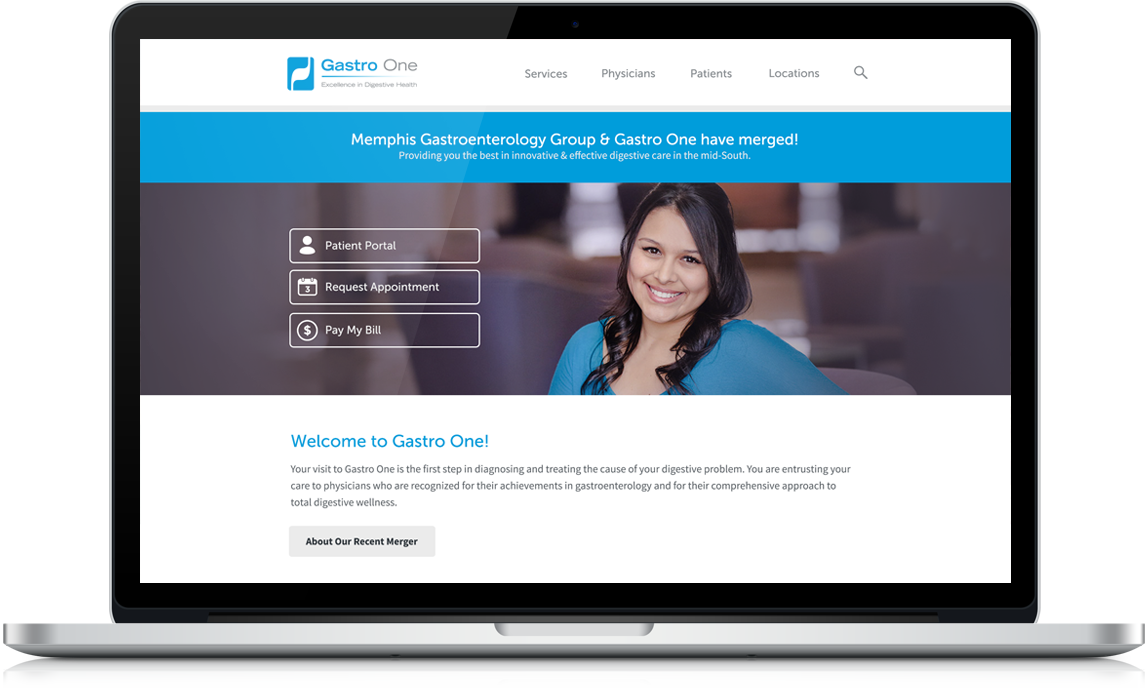 Gastro One
Excellence in Digestive Health
Services Physicians Patients Locations
Memphis Gastroenterology Group & Gastro One have merged!
Providing you the best in innovative & effective digestive care in the mid-South.
Patient Portal
3 Request Appointment
$ Pay My Bill
Welcome to Gastro One!
Your visit to Gastro One is the first step in diagnosing and treating the cause of your digestive problem. You are entrusting your
care to physicians who are recognized for their achievements in gastroenterology and for their comprehensive approach to
total digestive wellness.
About Our Recent Merger